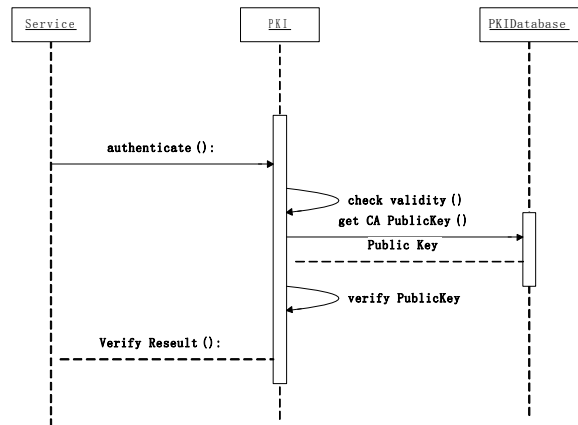 Service
PKI
PKIDatabase
authenticate():
check validity()
get CA PublicKey()
Public Key
verify PublicKey
Verify Reseult():